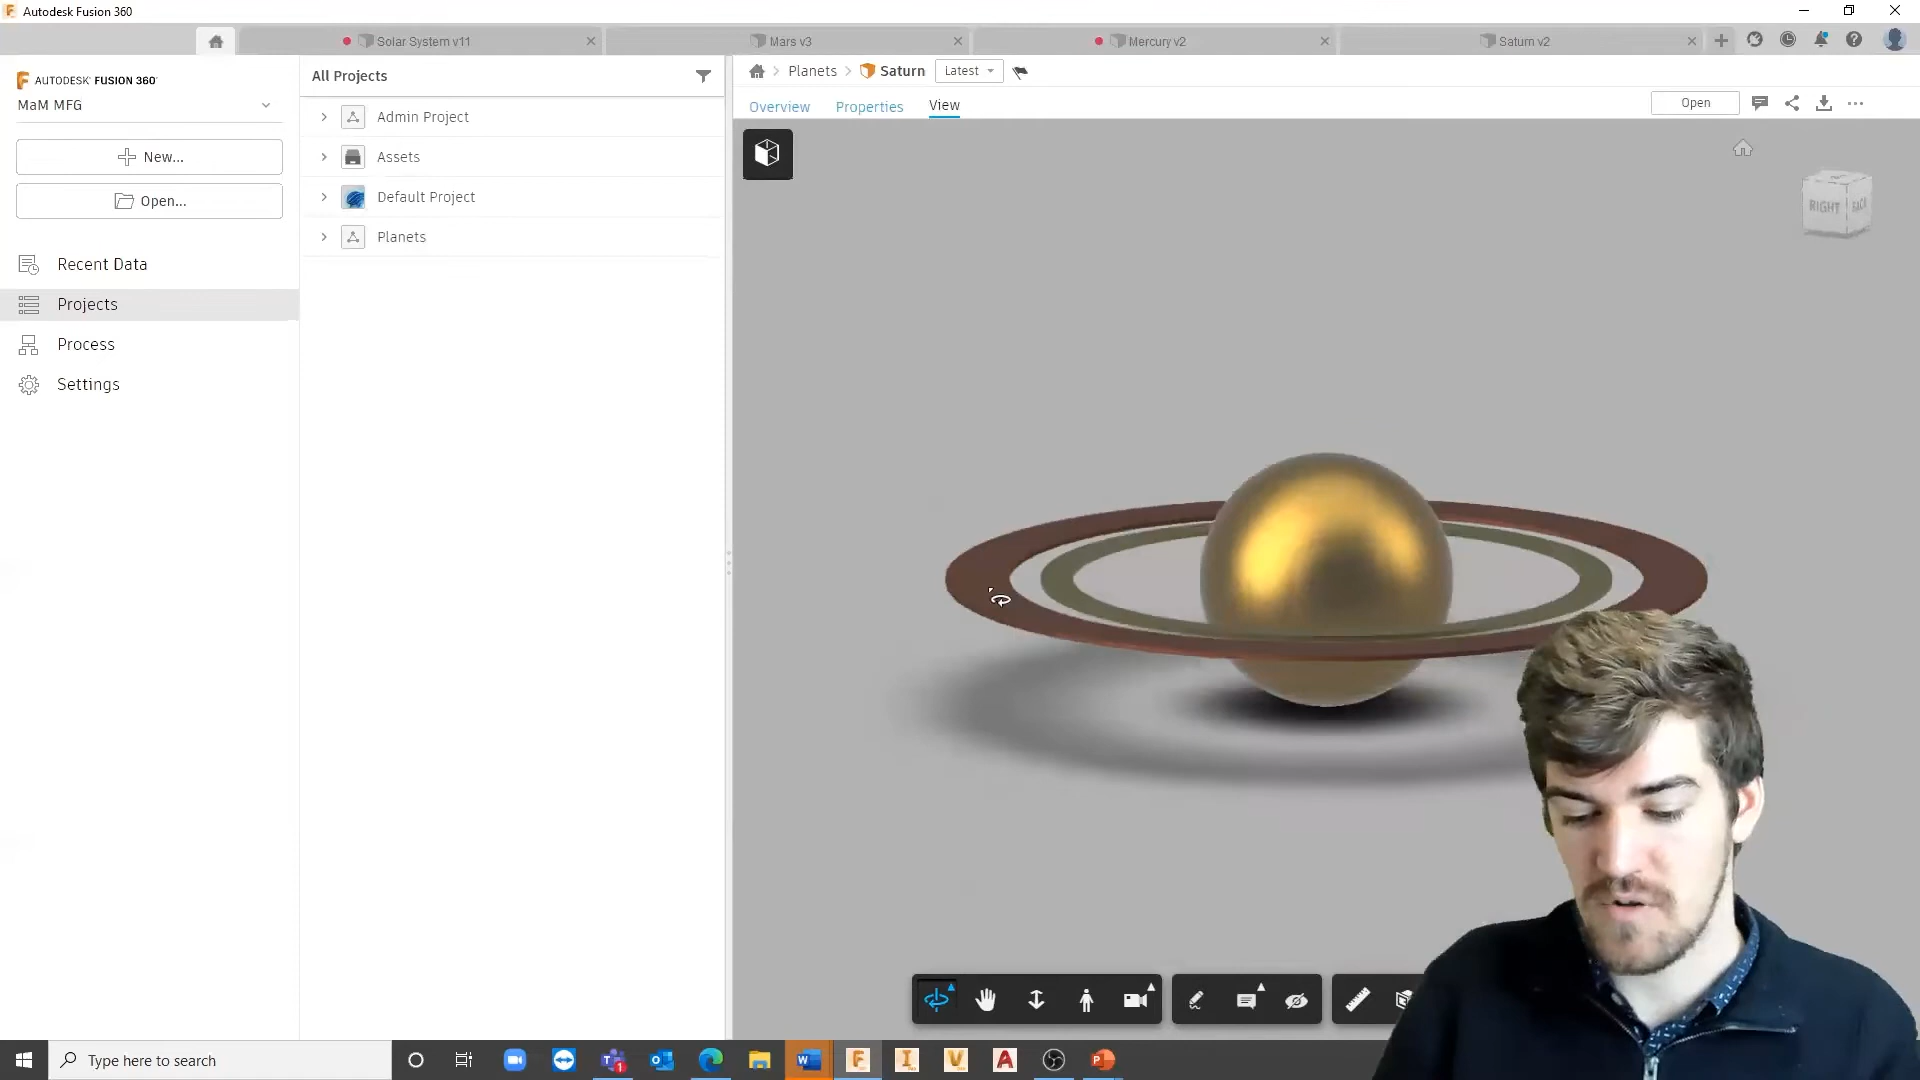 Autodesk Fusion 360
Solar System v11
Mars v3
Mercury v2
Saturn v2
AUTODESK FUSION 360°
MaM MFG
New...
Open...
Recent Data
Projects
Process
Settings
All Projects
Admin Project
Assets
Default Project
Planets
Planets
Saturn
Latest
Overview
Properties
View
Open
RIGHT
BACK
Type here to search